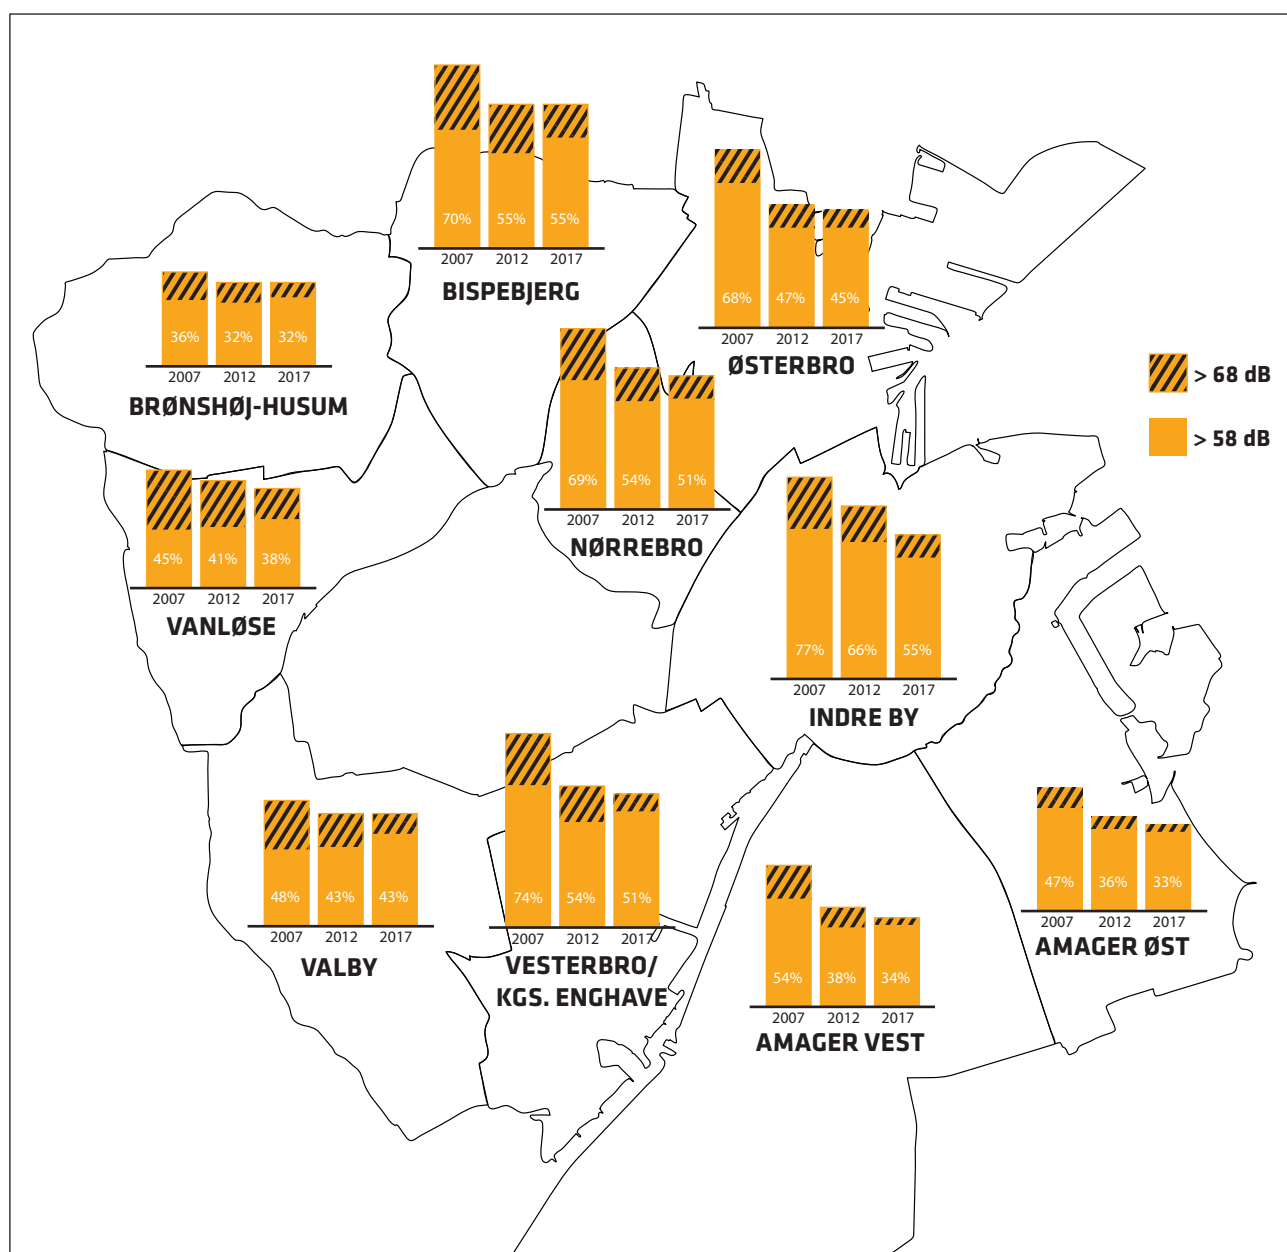 70% 55% 55%
2007 2012 2017
BISPEBJERG
68% 47% 45%
2007 2012 2017
ØSTERBRO
36% 32% 32%
2007 2012 2017
BRØNSHØJ-HUSUM
> 68 dB
> 58 dB
69% 54% 51%
2007 2012 2017
NØRREBRO
45% 41% 38%
2007 2012 2017
VANLØSE
77% 66% 55%
2007 2012 2017
INDRE BY
48% 43% 43%
2007 2012 2017
VALBY
74% 54% 51%
2007 2012 2017
VESTERBRO/
KGS. ENGHAVE
54% 38% 34%
2007 2012 2017
AMAGER VEST
47% 36% 33%
2007 2012 2017
AMAGER ØST